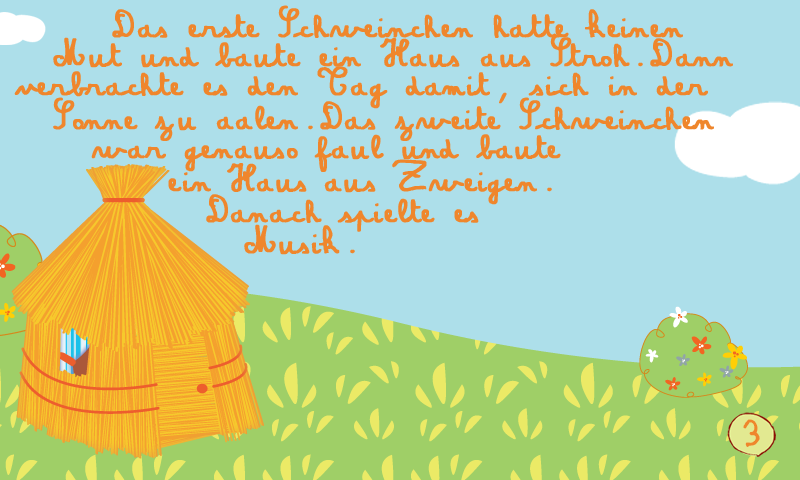 Das erste Schweinchen hatte keinen
Mut und baute ein Haus aus Stroh.Dann
verbrachte es den Tag damit, sich in der
Sonne zu aalen.Das zweite Schweinchen
war genauso faul und baute
ein Haus aus Zweigen.
Danach spielte es
Musik.
3